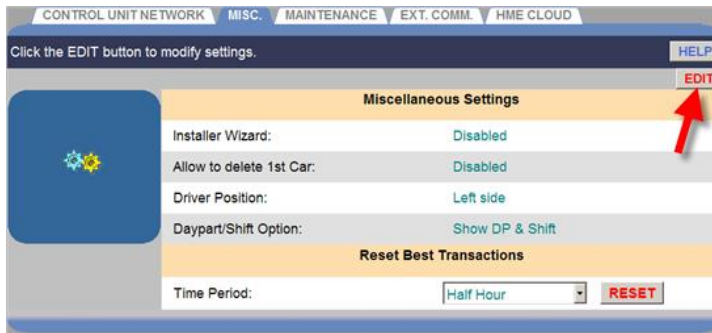 CONTROL UNIT NETWORK MISC. MAINTENANCE EXT. COMM. HME CLOUD
Click the EDIT button to modify settings. HELP
EDIT
Miscellaneous Settings
Installer Wizard: Disabled
Allow to delete 1st Car: Disabled
Driver Position: Left side
Daypart/Shift Option: Show DP & Shift
Reset Best Transactions
Time Period: Half Hour RESET